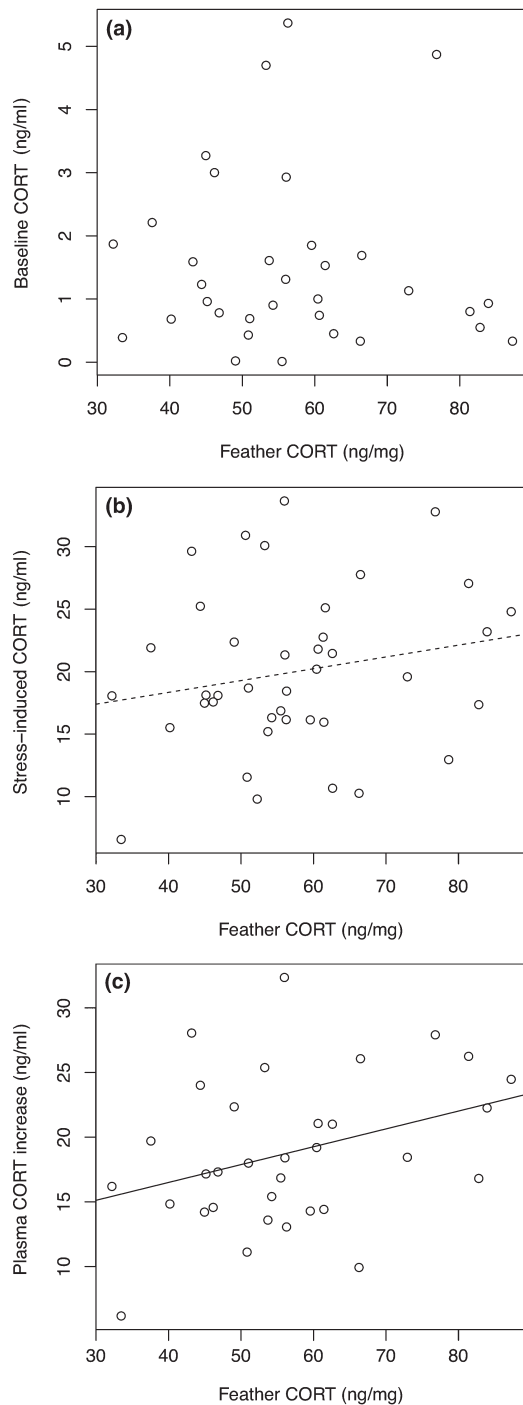 (a)
Baseline CORT (ng/ml)
5
4
3
2
1
0
30 40 50 60 70 80
Feather CORT (ng/mg)
(b)
Stress−induced CORT (ng/ml)
30
25
20
15
10
30 40 50 60 70 80
Feather CORT (ng/mg)
(c)
Plasma CORT increase (ng/ml)
30
25
20
15
10
30 40 50 60 70 80
Feather CORT (ng/mg)